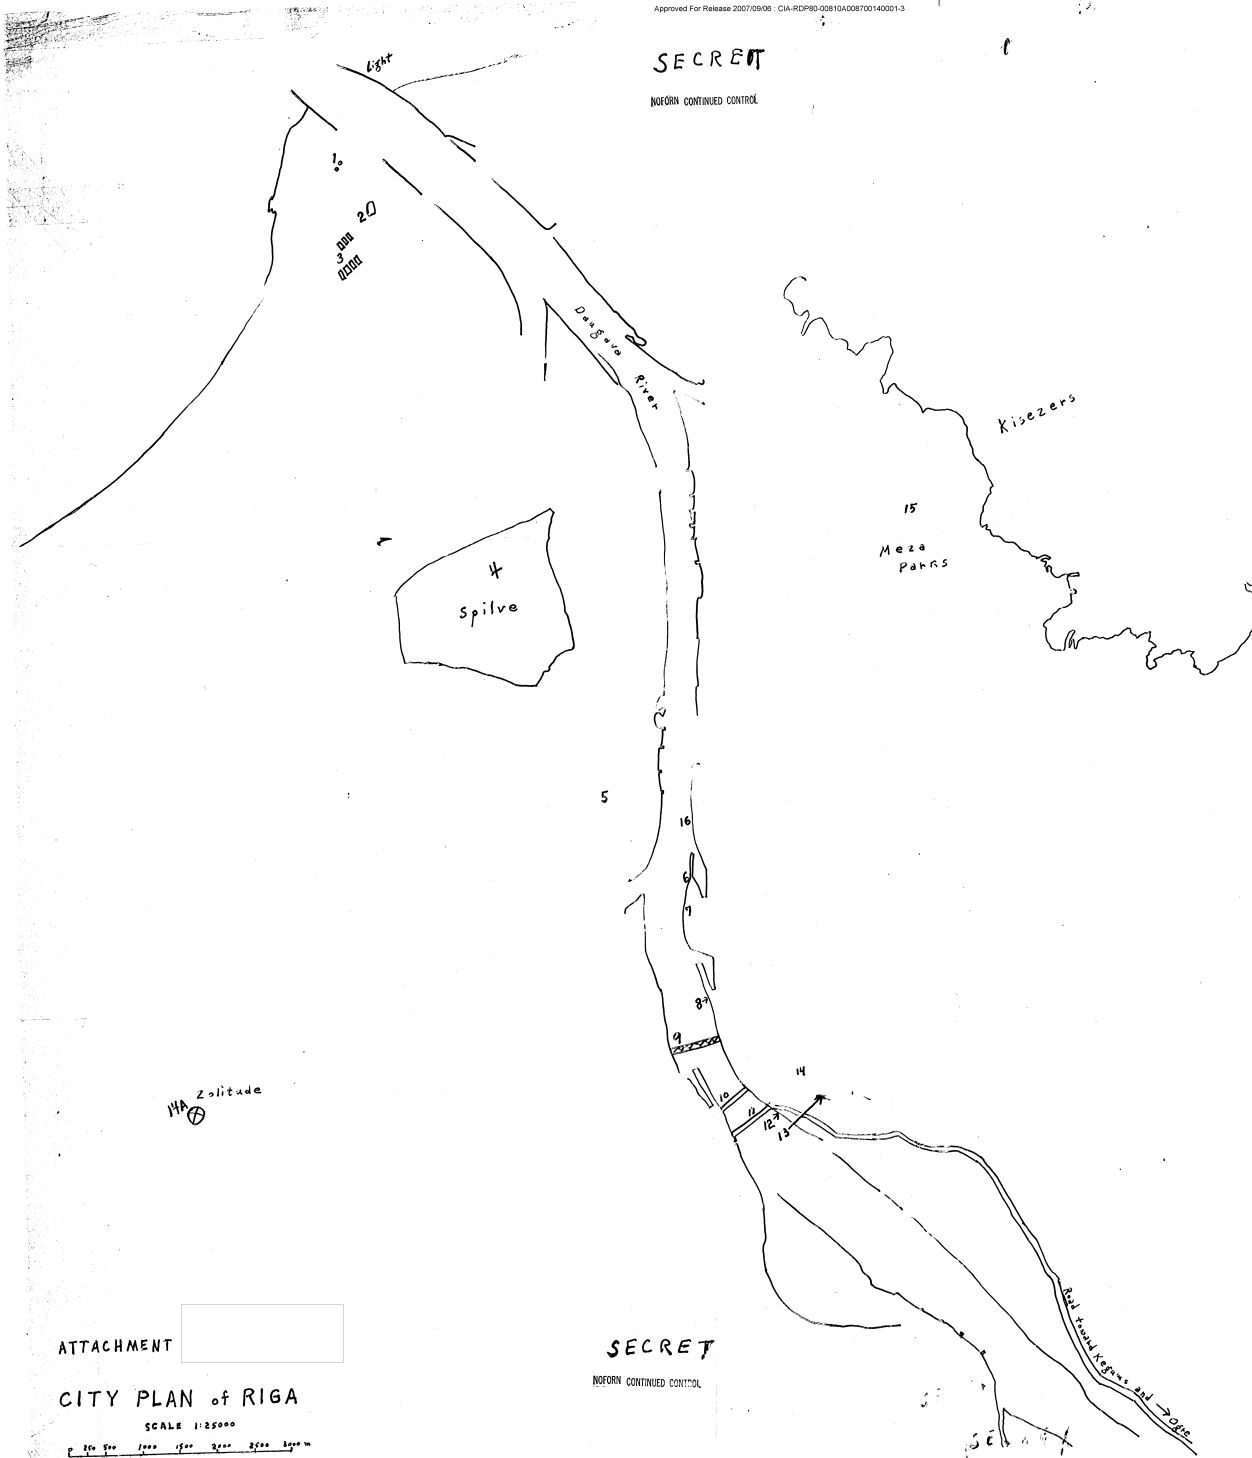 Approved For Release 2007/09/06 : CIA-RDP80-00810A008700140001-3
SECRET
NOFORN CONTINUED CONTROL
Light
1
2
3
Daugava
River
Kisezers
15
Meza
Parks
4
Spilve
5
16
6
7
8
9
10
11
12
13
14
14A
Zolitude
Road toward Kegums and → Ogre
ATTACHMENT
SECRET
NOFORN CONTINUED CONTROL
CITY PLAN of RIGA
SCALE 1:25000
0 250 500 1000 1500 2000 2500 3000 m